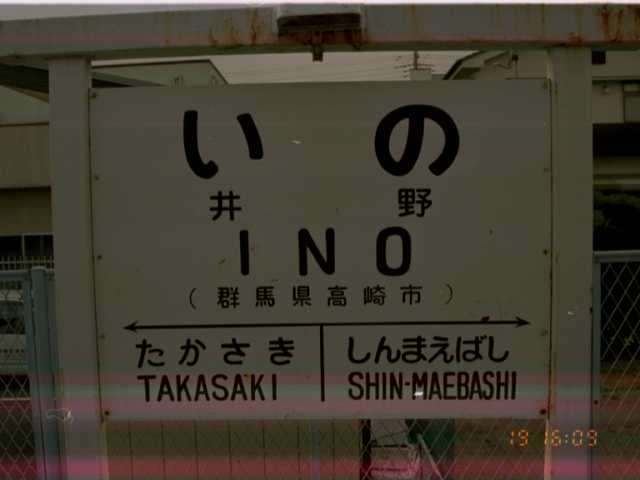 いの
井野
INO
(群馬県高崎市)
たかさき しんまえばし
TAKASAKI SHIN-MAEBASHI
19 16:09